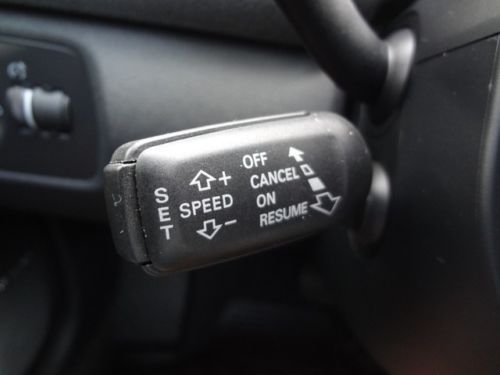 SET
+
SPEED
−
OFF
CANCEL
ON
RESUME